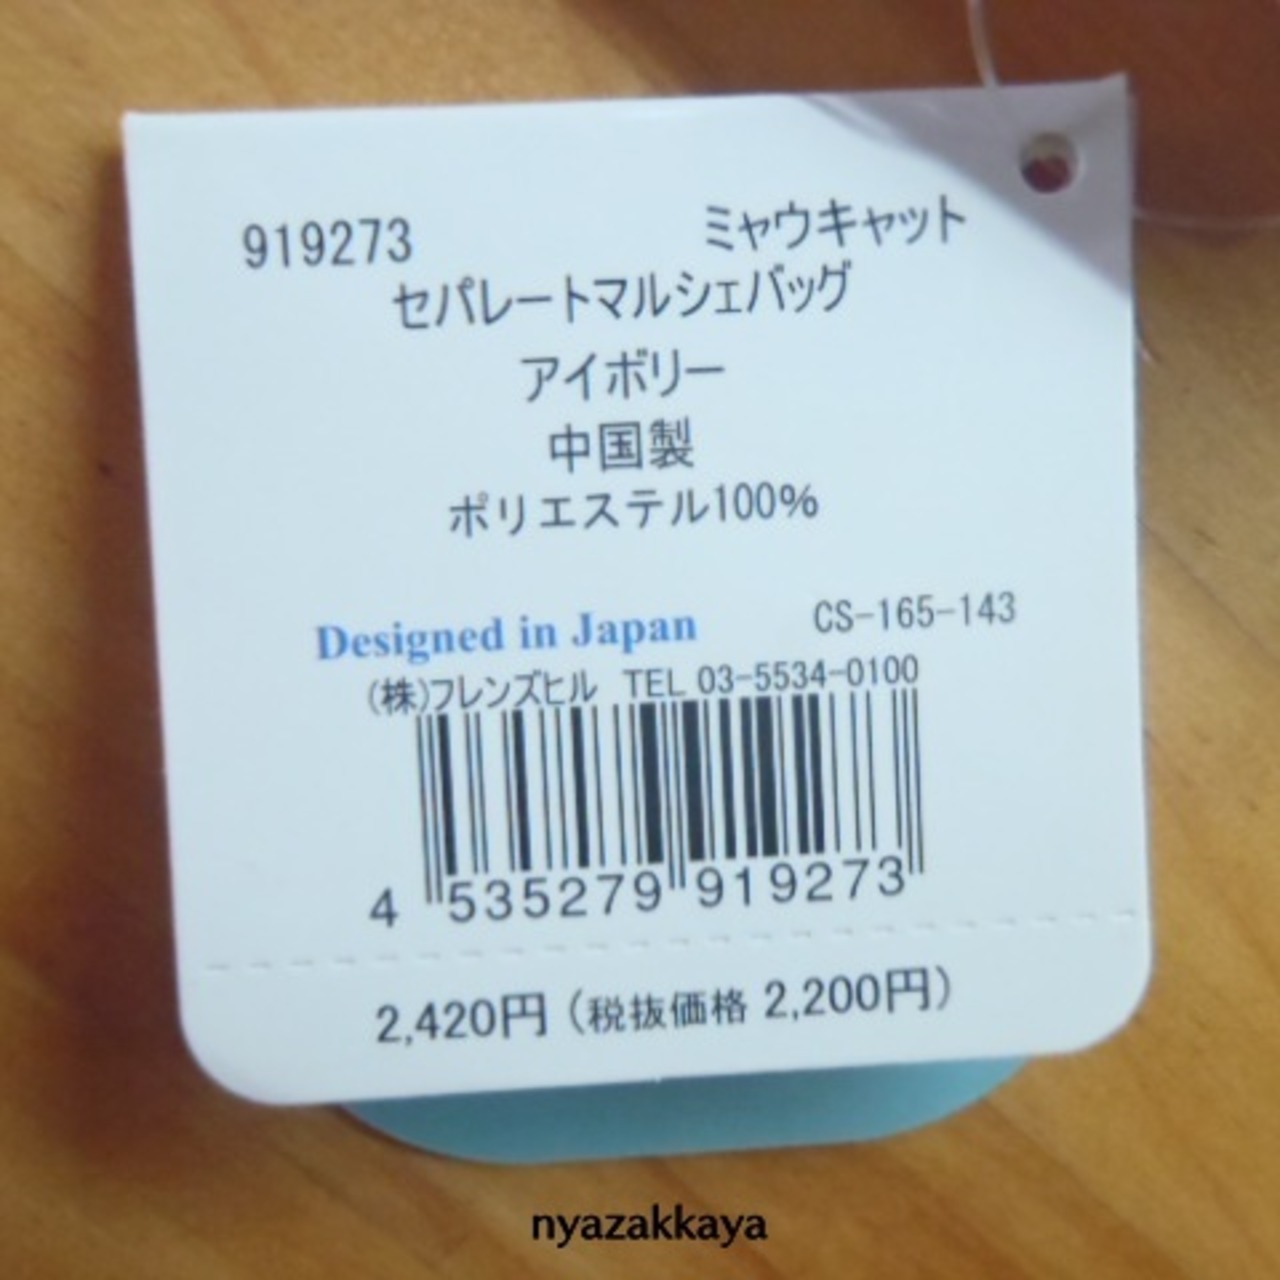 919273 ミャウキャット
セパレートマルシェバッグ
アイボリー
中国製
ポリエステル100%
Designed in Japan CS-165-143
(株)フレンズヒル TEL 03-5534-0100
4 535279 919273
2,420円(税抜価格 2,200円)
nyazakkaya